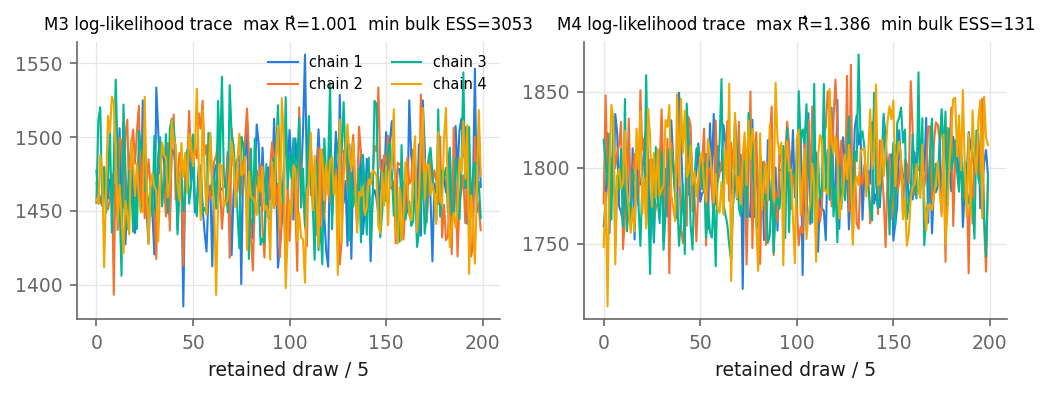 M3 log-likelihood trace  max R̂=1.001  min bulk ESS=3053
chain 1
chain 2
chain 3
chain 4
1550
1500
1450
1400
0
50
100
150
200
retained draw / 5
M4 log-likelihood trace  max R̂=1.386  min bulk ESS=131
1850
1800
1750
0
50
100
150
200
retained draw / 5